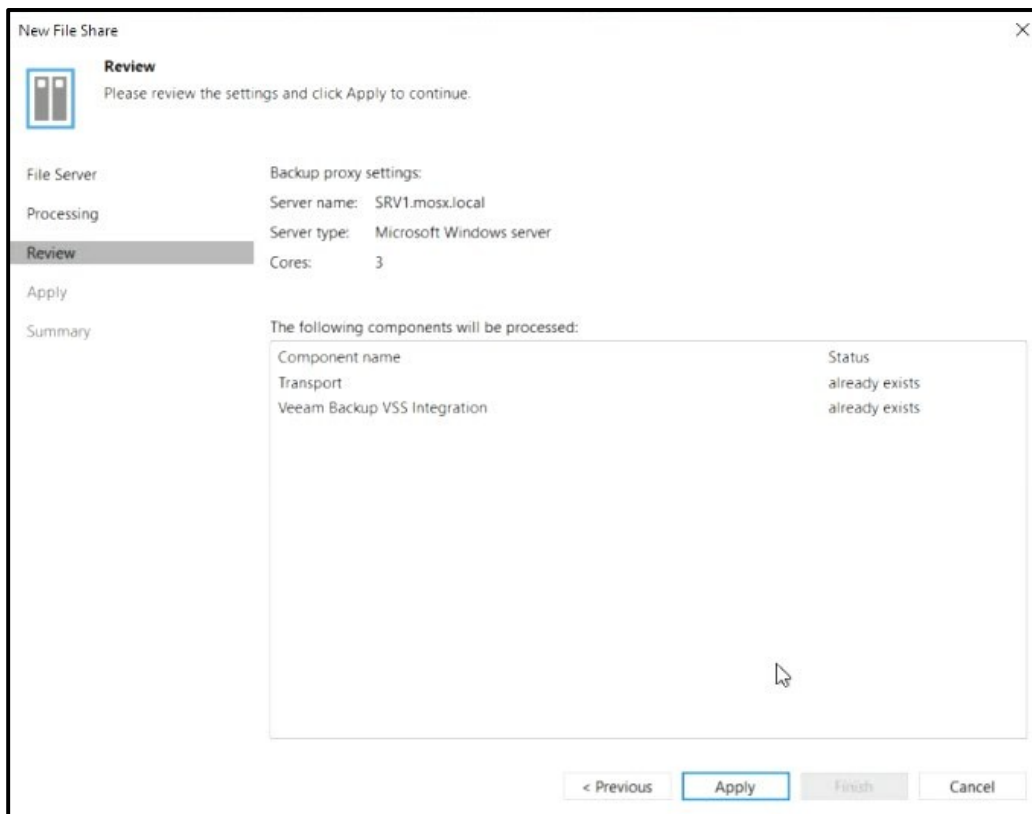 New File Share
Review
Please review the settings and click Apply to continue.
File Server
Processing
Review
Apply
Summary
Backup proxy settings:
Server name: SRV1.mosx.local
Server type: Microsoft Windows server
Cores: 3
The following components will be processed:
Component name Status
Transport already exists
Veeam Backup VSS Integration already exists
< Previous Apply Finish Cancel